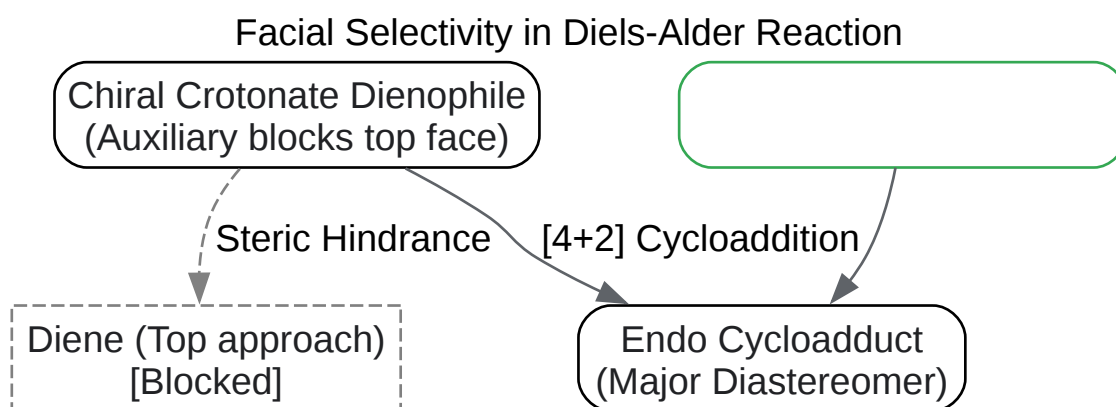 Facial Selectivity in Diels-Alder Reaction
Chiral Crotonate Dienophile
(Auxiliary blocks top face)
Steric Hindrance
[4+2] Cycloaddition
Diene (Top approach)
[Blocked]
Endo Cycloadduct
(Major Diastereomer)